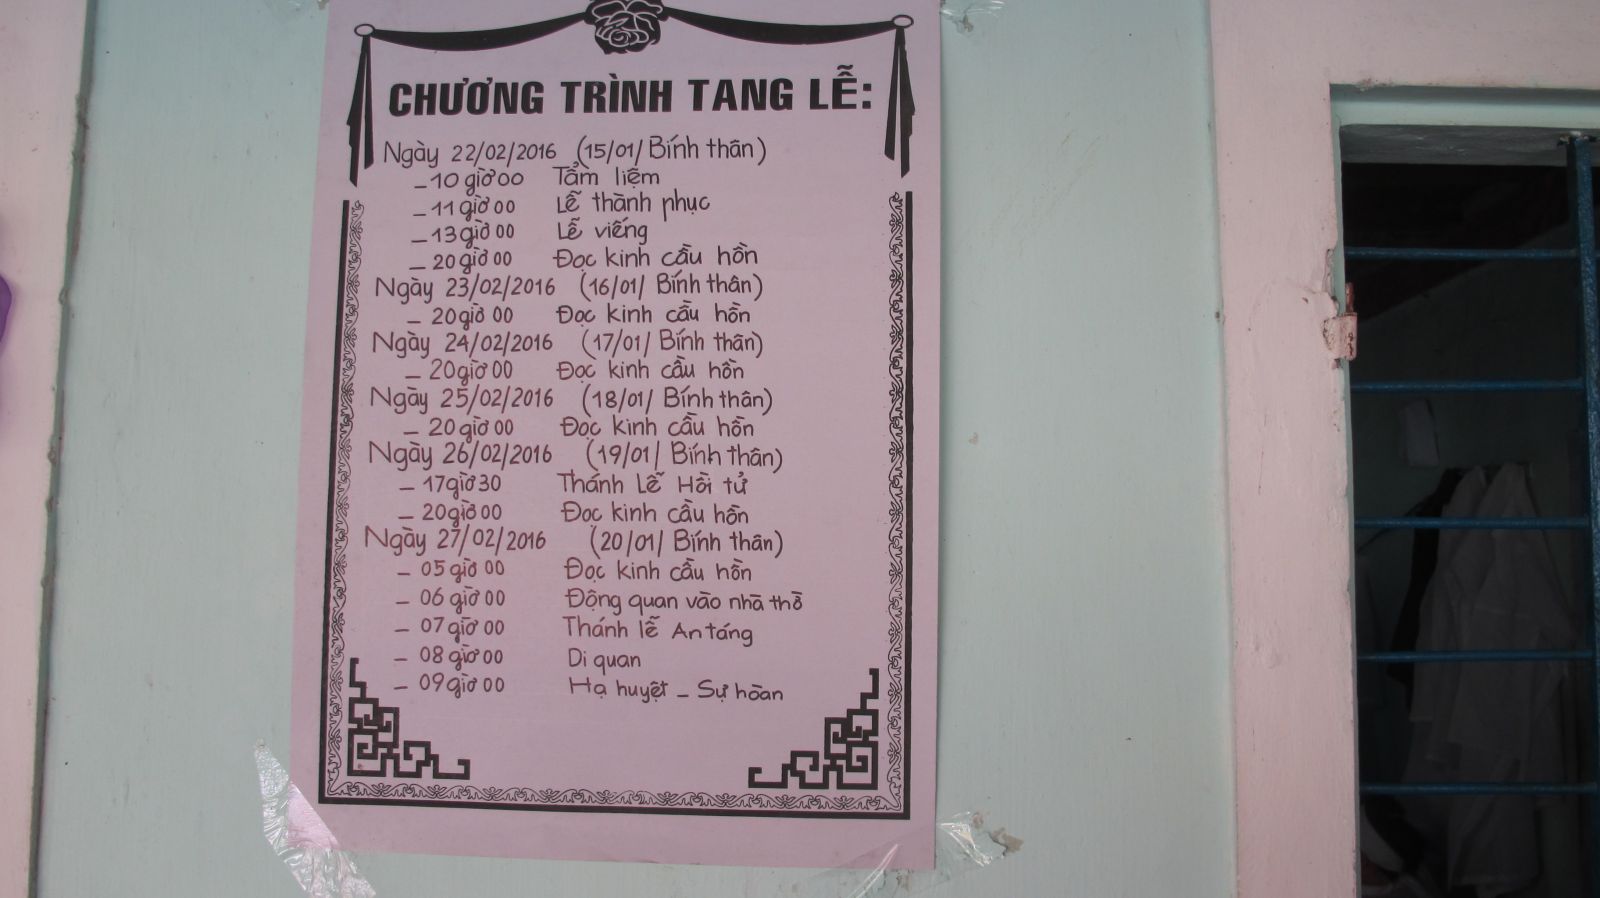 CHƯƠNG TRÌNH TANG LỄ:
Ngày 22/02/2016 (15/01/ Bính thân)
- 10 giờ 00 Tẩm liệm
- 11 giờ 00 Lễ thành phục
- 13 giờ 00 Lễ viếng
- 20 giờ 00 Đọc kinh cầu hồn
Ngày 23/02/2016 (16/01/ Bính thân)
- 20 giờ 00 Đọc kinh cầu hồn
Ngày 24/02/2016 (17/01/ Bính thân)
- 20 giờ 00 Đọc kinh cầu hồn
Ngày 25/02/2016 (18/01/ Bính thân)
- 20 giờ 00 Đọc kinh cầu hồn
Ngày 26/02/2016 (19/01/ Bính thân)
- 17 giờ 30 Thánh Lễ Hồi tử
- 20 giờ 00 Đọc kinh cầu hồn
Ngày 27/02/2016 (20/01/ Bính thân)
- 05 giờ 00 Đọc kinh cầu hồn
- 06 giờ 00 Động quan vào nhà thờ
- 07 giờ 00 Thánh lễ An táng
- 08 giờ 00 Di quan
- 09 giờ 00 Hạ huyệt - Sự hòan